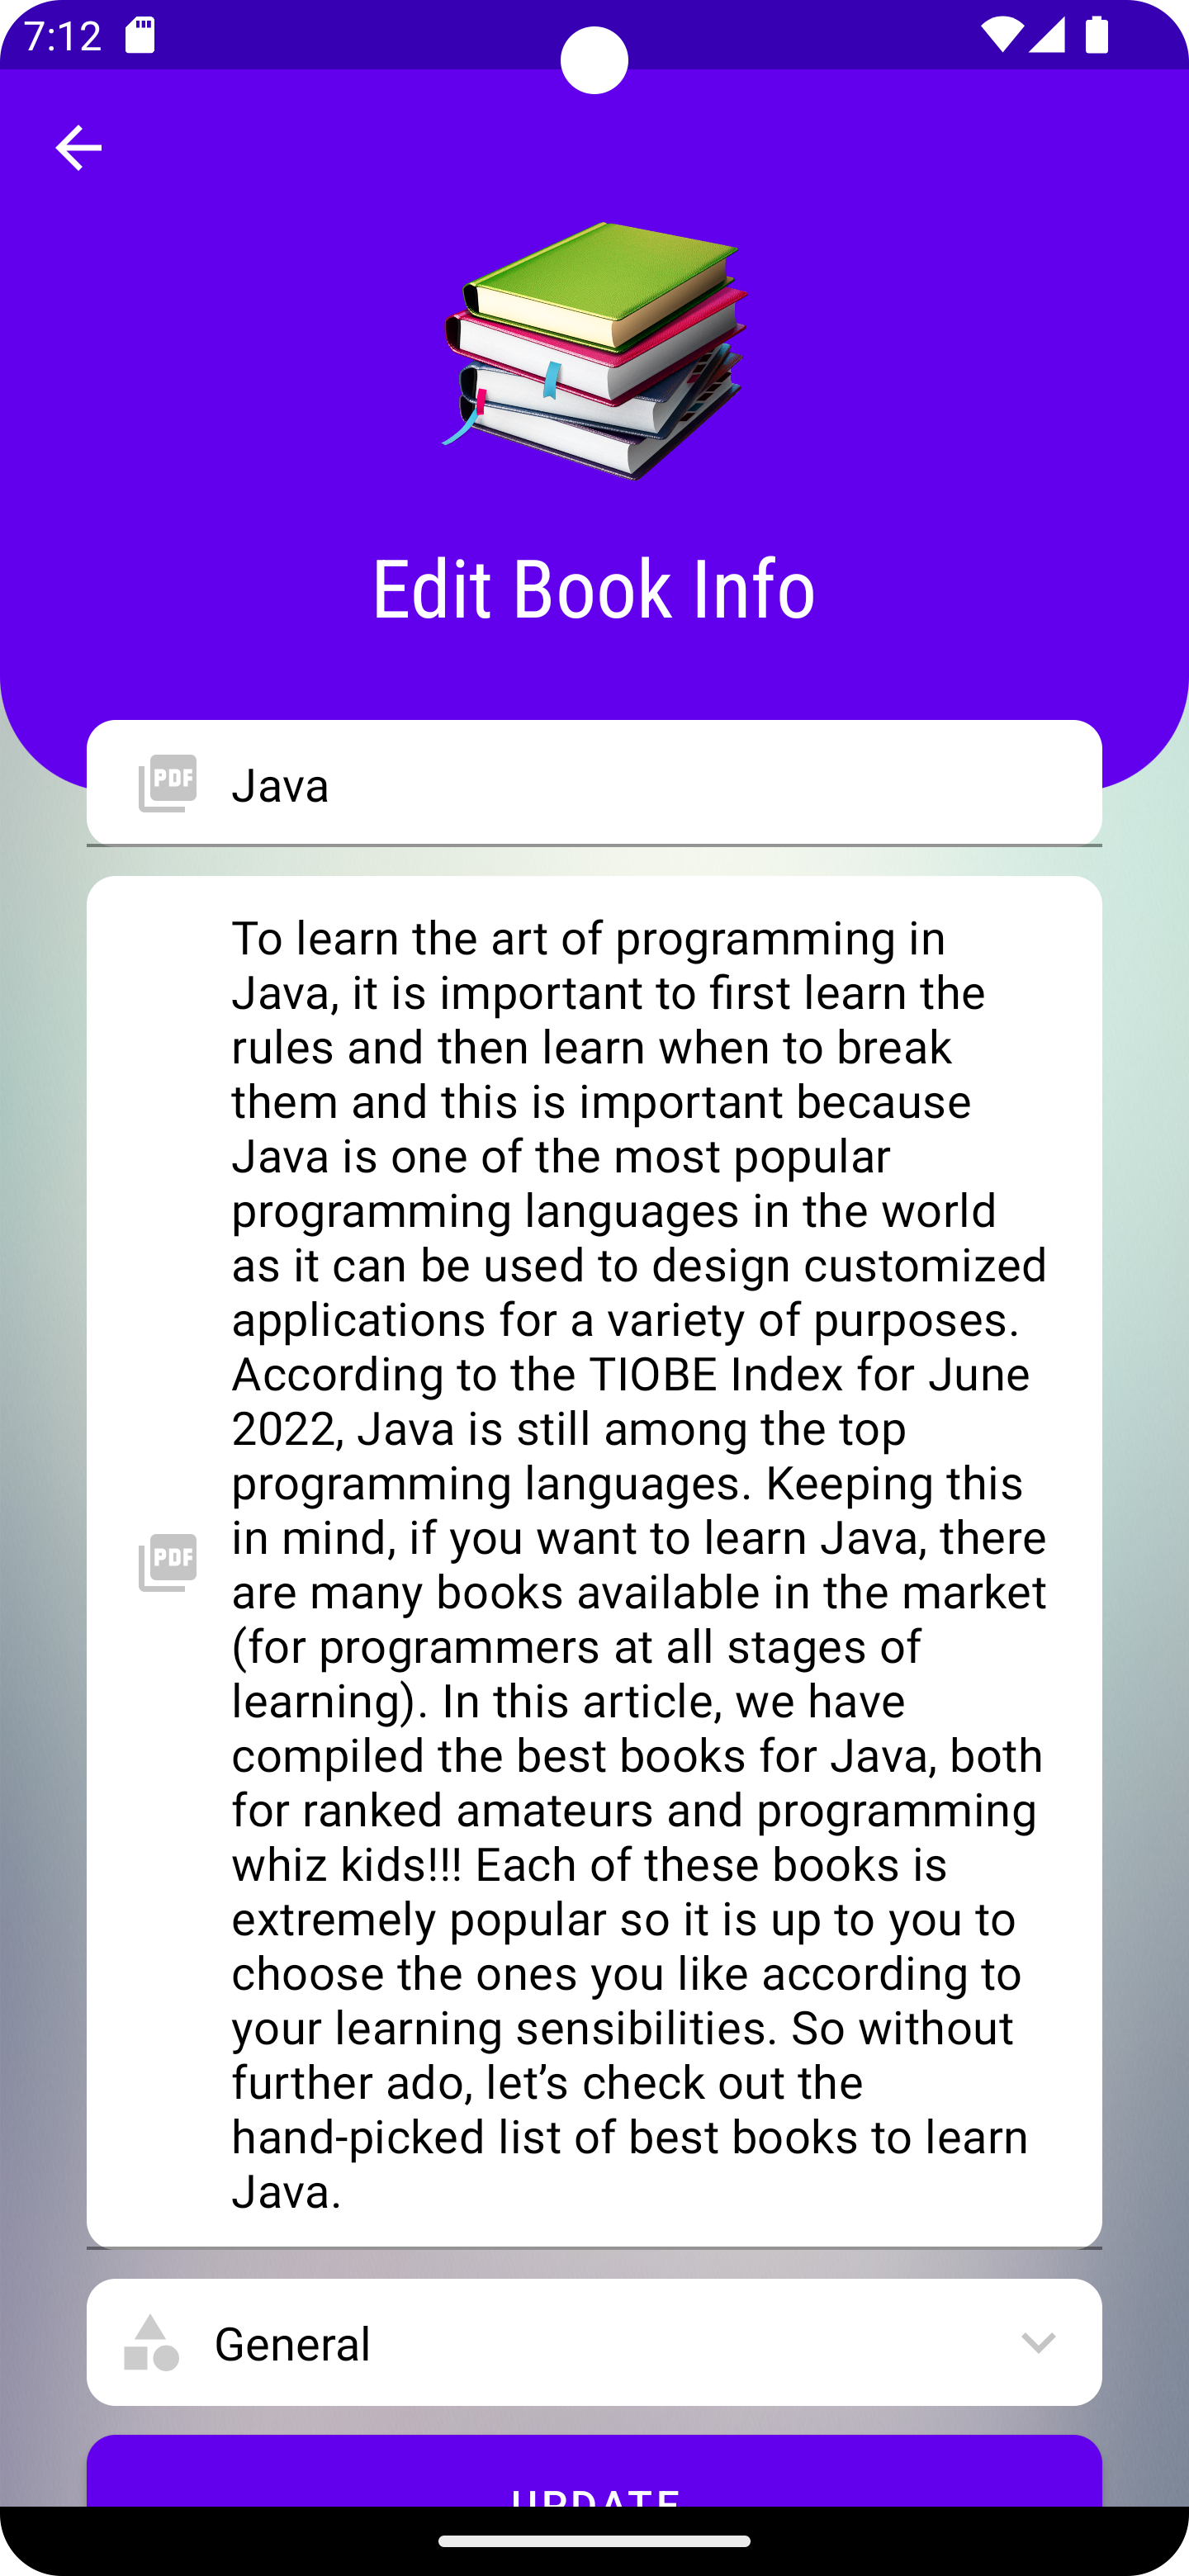 7:12
Edit Book Info
PDF
Java
To learn the art of programming in
Java, it is important to first learn the
rules and then learn when to break
them and this is important because
Java is one of the most popular
programming languages in the world
as it can be used to design customized
applications for a variety of purposes.
According to the TIOBE Index for June
2022, Java is still among the top
programming languages. Keeping this
in mind, if you want to learn Java, there
PDF
are many books available in the market
(for programmers at all stages of
learning). In this article, we have
compiled the best books for Java, both
for ranked amateurs and programming
whiz kids!!! Each of these books is
extremely popular so it is up to you to
choose the ones you like according to
your learning sensibilities. So without
further ado, let’s check out the
hand-picked list of best books to learn
Java.
General
UPDATE